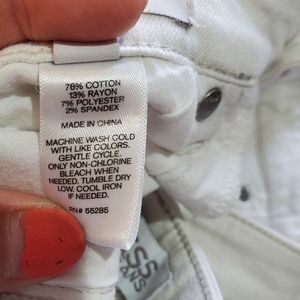 78% COTTON
13% RAYON
7% POLYESTER
2% SPANDEX
MADE IN CHINA
MACHINE WASH COLD
WITH LIKE COLORS.
GENTLE CYCLE.
ONLY NON-CHLORINE
BLEACH WHEN
NEEDED. TUMBLE DRY
LOW, COOL IRON
IF NEEDED.
RN# 55285